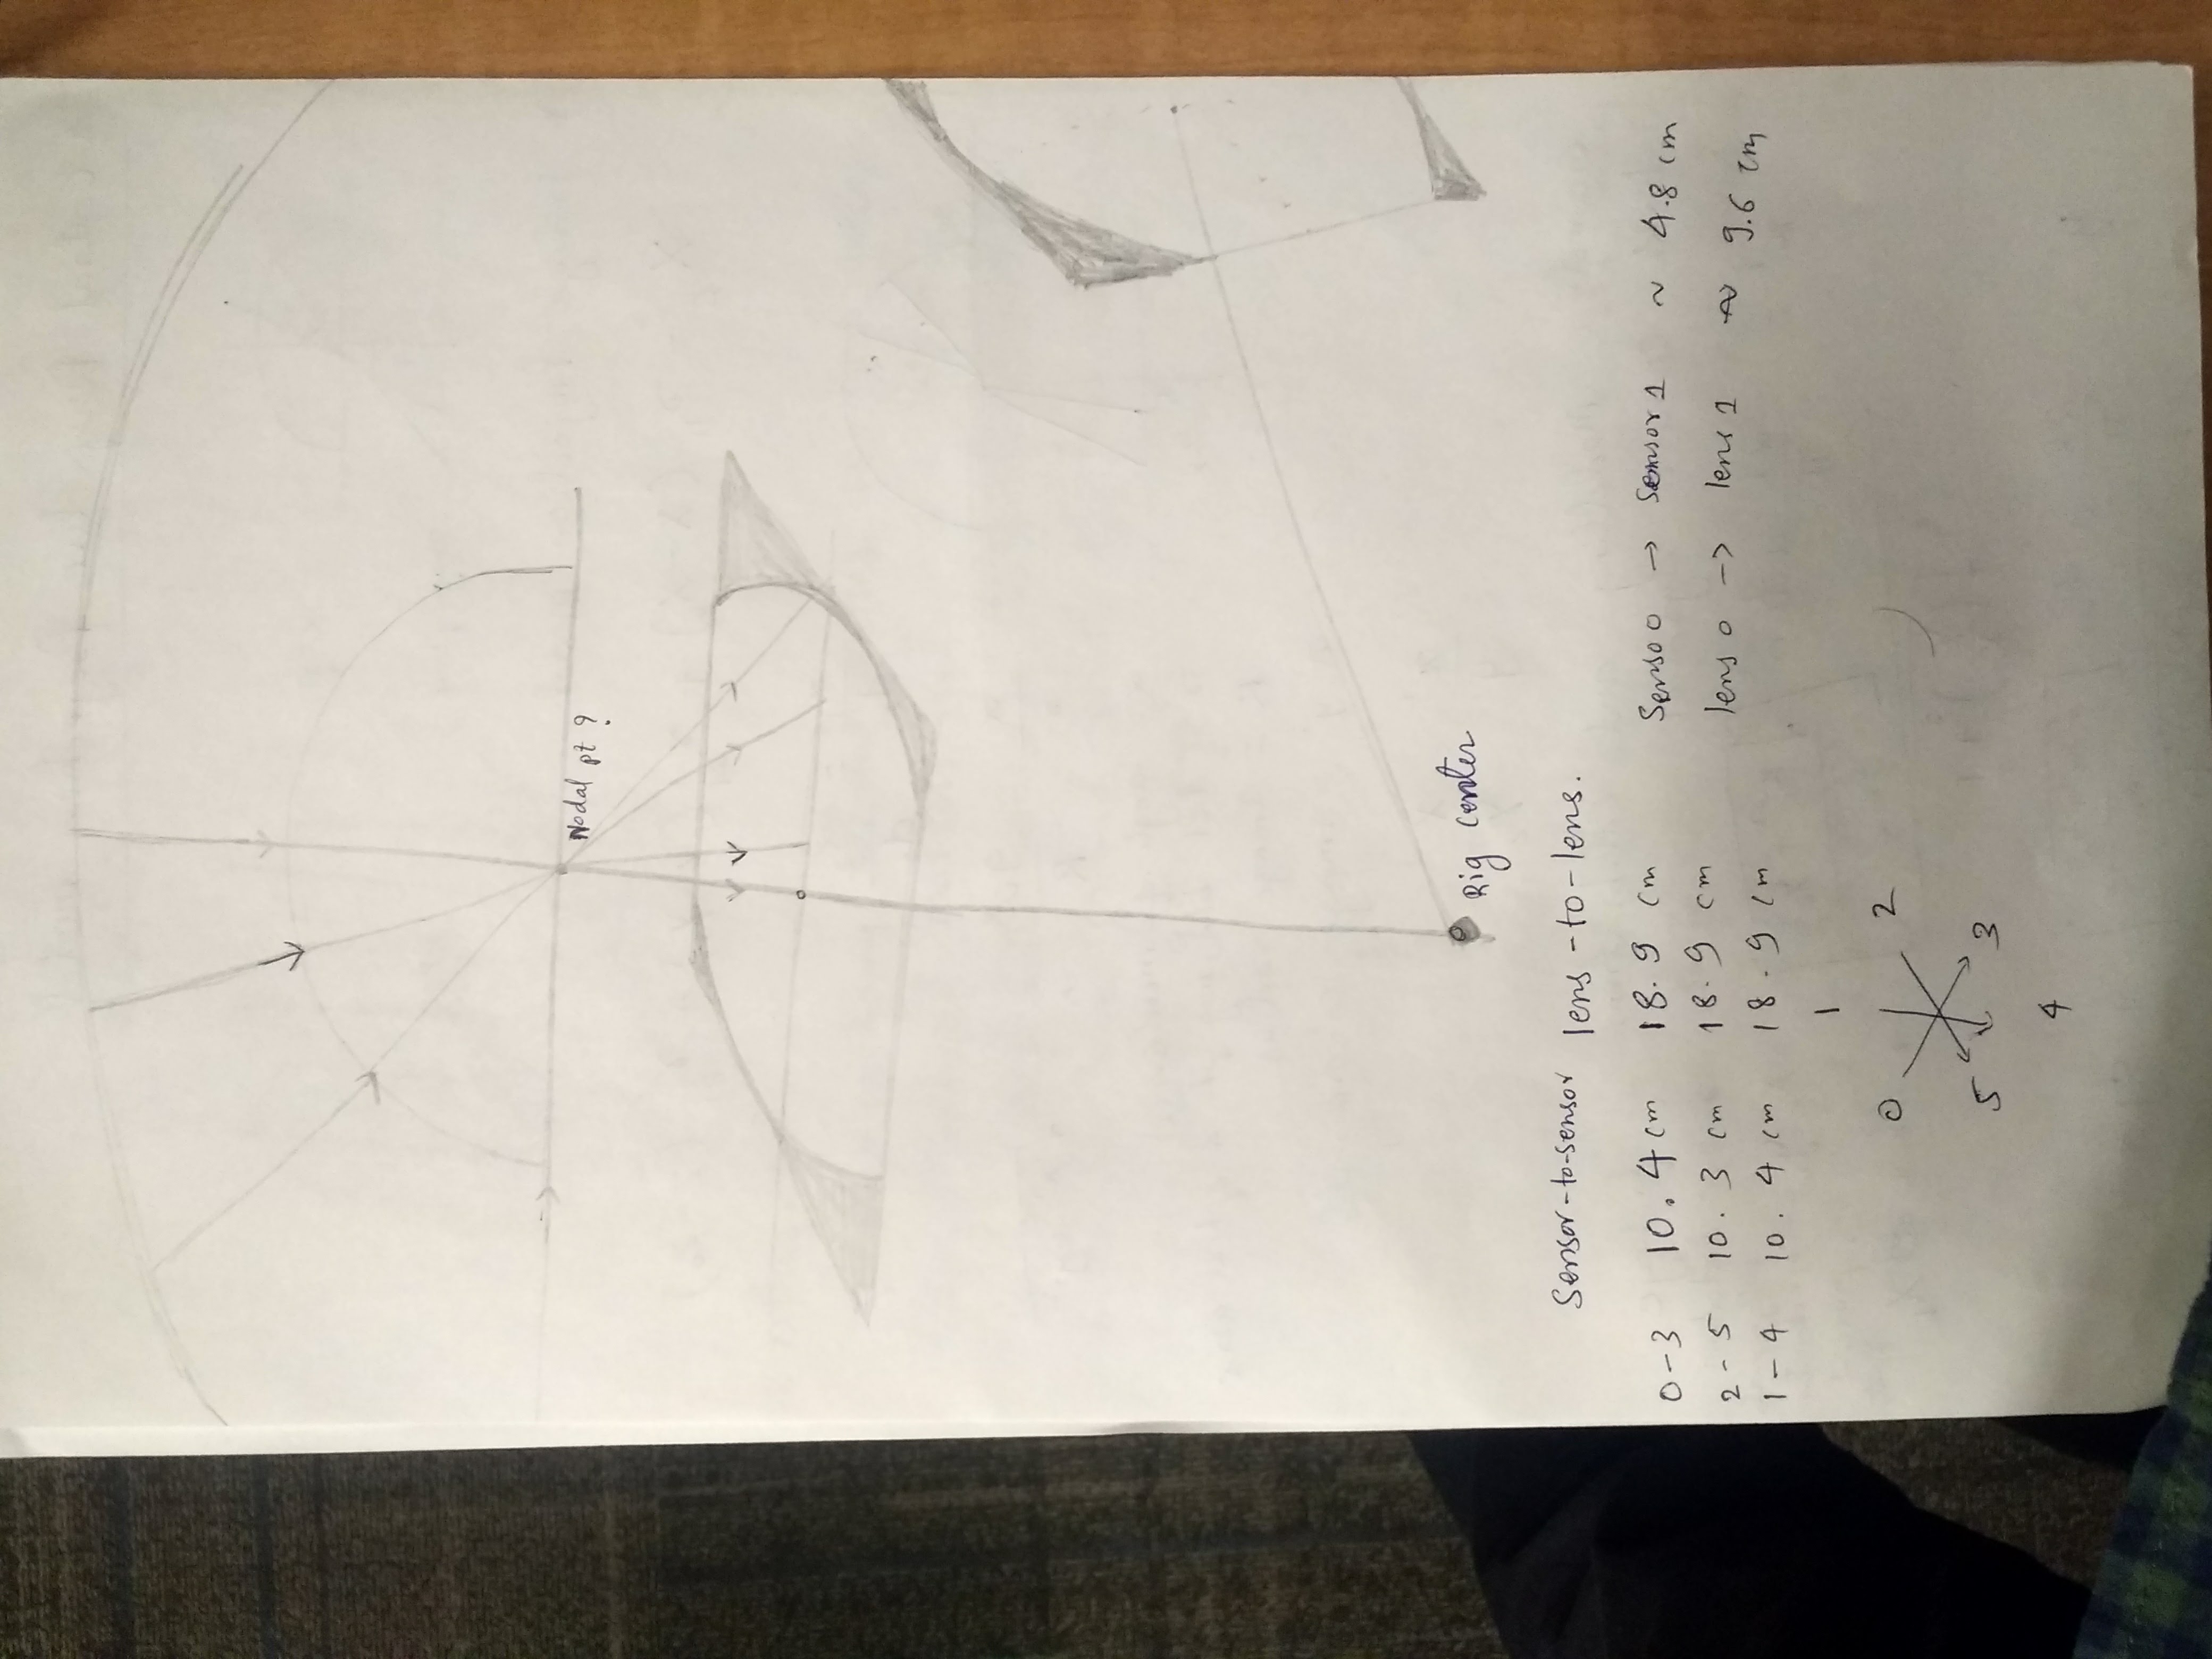 Nodal pt ?
Rig center
Sensor-to-sensor lens-to-lens.
0-3 10.4 cm 18.9 cm
2-5 10.3 cm 18.9 cm
1-4 10.4 cm 18.9 cm
Senso 0 → Sensor 1 ~ 4.8 cm
lens 0 → lens 1 ~ 9.6 cm
1
0 2
5 3
4